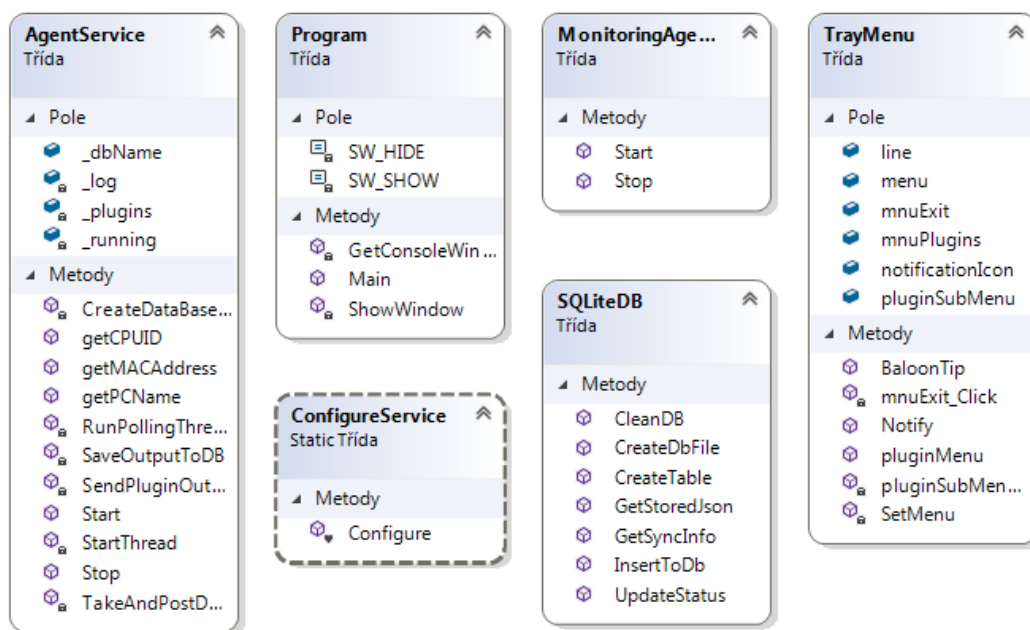 AgentService
Třída
Pole
_dbName
_log
_plugins
_running
Metody
CreateDataBase...
getCPUID
getMACAddress
getPCName
RunPollingThre...
SaveOutputToDB
SendPluginOut...
Start
StartThread
Stop
TakeAndPostD...
Program
Třída
Pole
SW_HIDE
SW_SHOW
Metody
GetConsoleWin...
Main
ShowWindow
ConfigureService
Static Třída
Metody
Configure
MonitoringAge...
Třída
Metody
Start
Stop
SQLiteDB
Třída
Metody
CleanDB
CreateDbFile
CreateTable
GetStoredJson
GetSyncInfo
InsertToDb
UpdateStatus
TrayMenu
Třída
Pole
line
menu
mnuExit
mnuPlugins
notificationIcon
pluginSubMenu
Metody
BaloonTip
mnuExit_Click
Notify
pluginMenu
pluginSubMen...
SetMenu